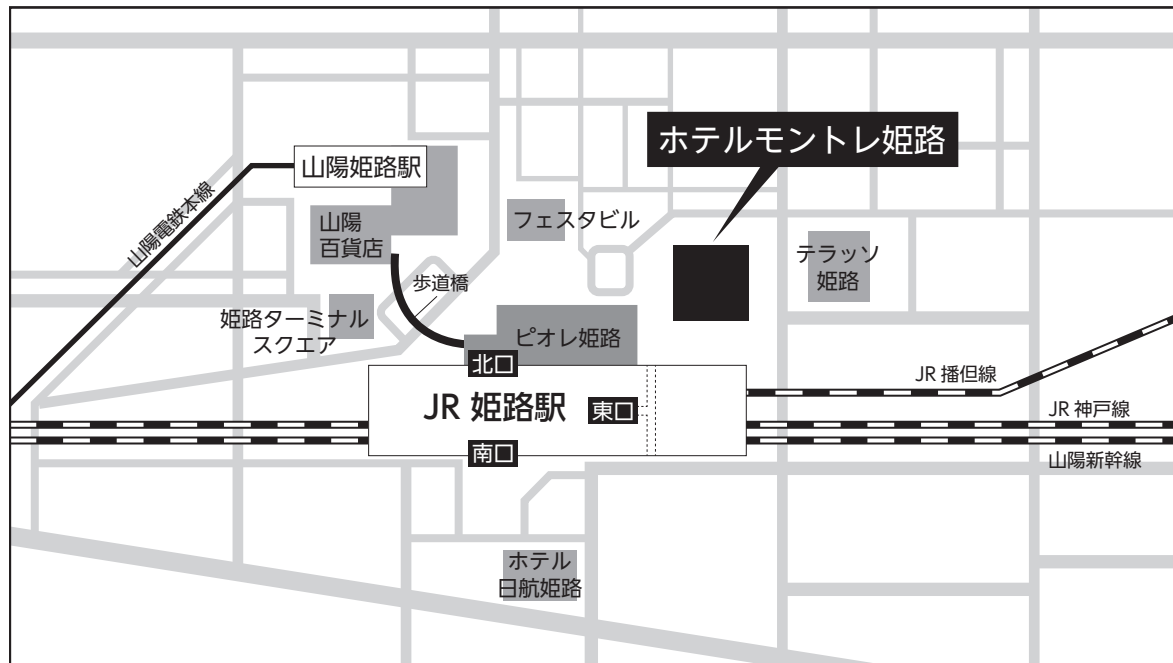 ホテルモントレ姫路
山陽姫路駅
山陽電鉄本線
山陽
百貨店
フェスタビル
テラッソ
姫路
歩道橋
姫路ターミナル
スクエア
ピオレ姫路
北口
JR 播但線
JR 姫路駅
東口
JR 神戸線
南口
山陽新幹線
ホテル
日航姫路